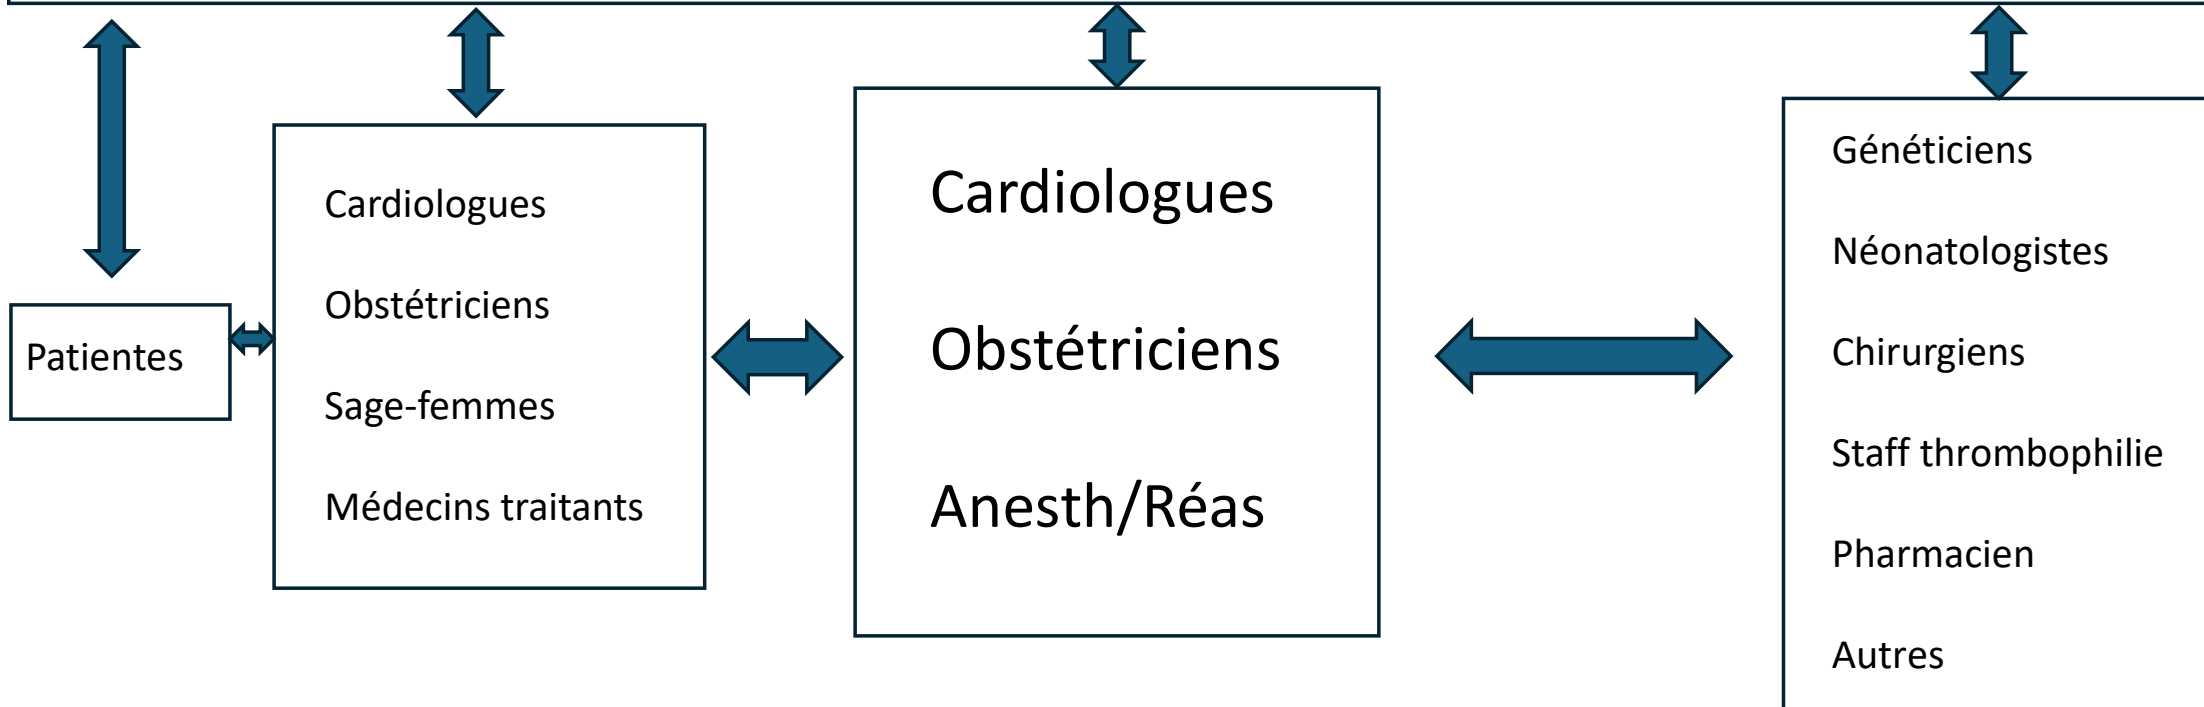 Patientes
Cardiologues
Obstétriciens
Sage-femmes
Médecins traitants
Cardiologues
Obstétriciens
Anesth/Réas
Généticiens
Néonatologistes
Chirurgiens
Staff thrombophilie
Pharmacien
Autres